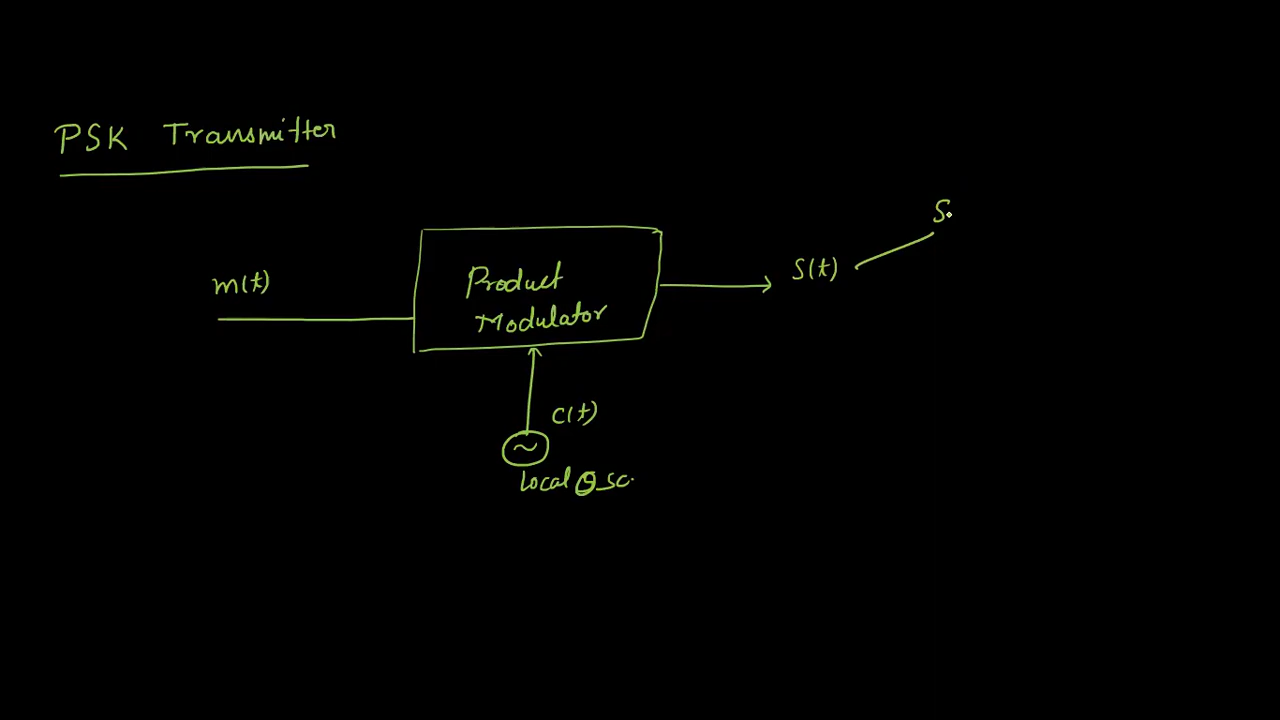 PSK Transmitter
S.
m(t)
Product
Modulator
S(t)
c(t)
~
Local Osc.